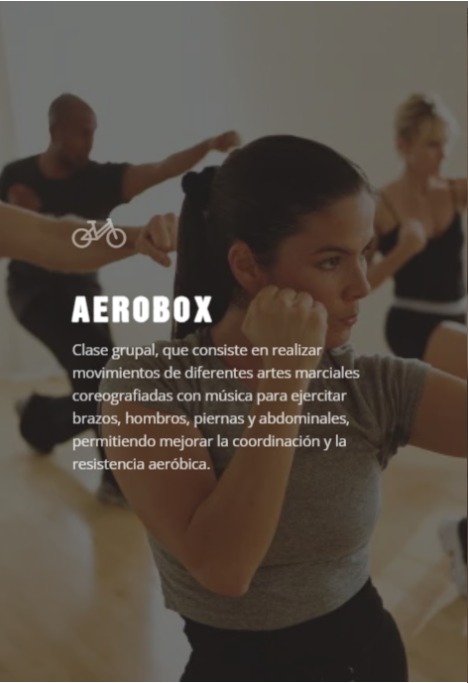 AEROBOX
Clase grupal, que consiste en realizar
movimientos de diferentes artes marciales
coreografiadas con música para ejercitar
brazos, hombros, piernas y abdominales,
permitiendo mejorar la coordinación y la
resistencia aeróbica.